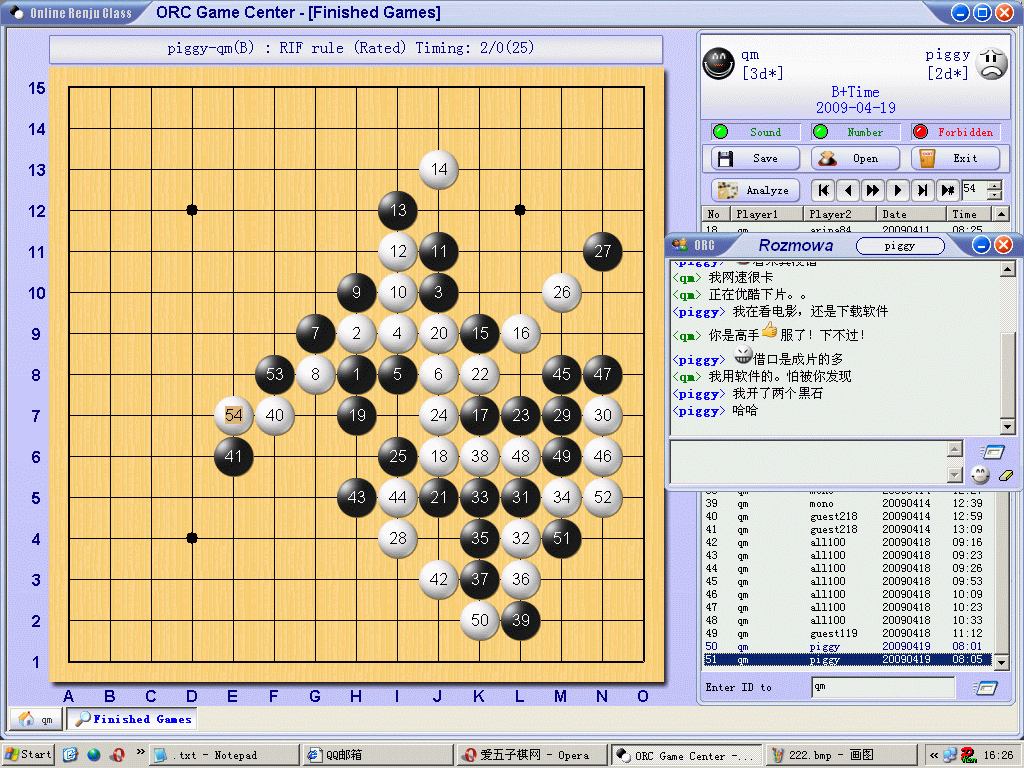 Online Renju Class
ORC Game Center - [Finished Games]
piggy-qm(B) : RIF rule (Rated) Timing: 2/0(25)
15
14
13
12
11
10
9
8
7
6
5
4
3
2
1
14
13
12 11 27
9 10 3 26
7 2 4 20 15 16
53 8 1 5 6 22 45 47
54 40 19 24 17 23 29 30
41 25 18 38 48 49 46
43 44 21 33 31 34 52
28 35 32 51
42 37 36
50 39
A B C D E F G H I J K L M N O
qm piggy
[3d*] [2d*]
B+Time
2009-04-19
Sound Number Forbidden
Save Open Exit
Analyze 54
No Player1 Player2 Date Time
18 qm arina84 20090411 08:25
ORC Rozmowa piggy
<qm> 我网速很卡
<qm> 正在优酷下片。。
<piggy> 我在看电影，还是下载软件
<qm> 你是高手 服了！下不过！
<piggy> 借口是成片的多
<qm> 我用软件的。怕被你发现
<piggy> 我开了两个黑石
<piggy> 哈哈
39 qm mono 20090414 12:39
40 qm guest218 20090414 12:59
41 qm guest218 20090414 13:09
42 qm all100 20090418 09:16
43 qm all100 20090418 09:23
44 qm all100 20090418 09:26
45 qm all100 20090418 09:53
46 qm all100 20090418 10:09
47 qm all100 20090418 10:23
48 qm all100 20090418 10:33
49 qm guest119 20090418 11:12
50 qm piggy 20090419 08:01
51 qm piggy 20090419 08:05
Enter ID to qm
qm Finished Games
Start » .txt - Notepad QQ邮箱 爱五子棋网 - Opera ORC Game Center -... 222.bmp - 画图 « 16:26